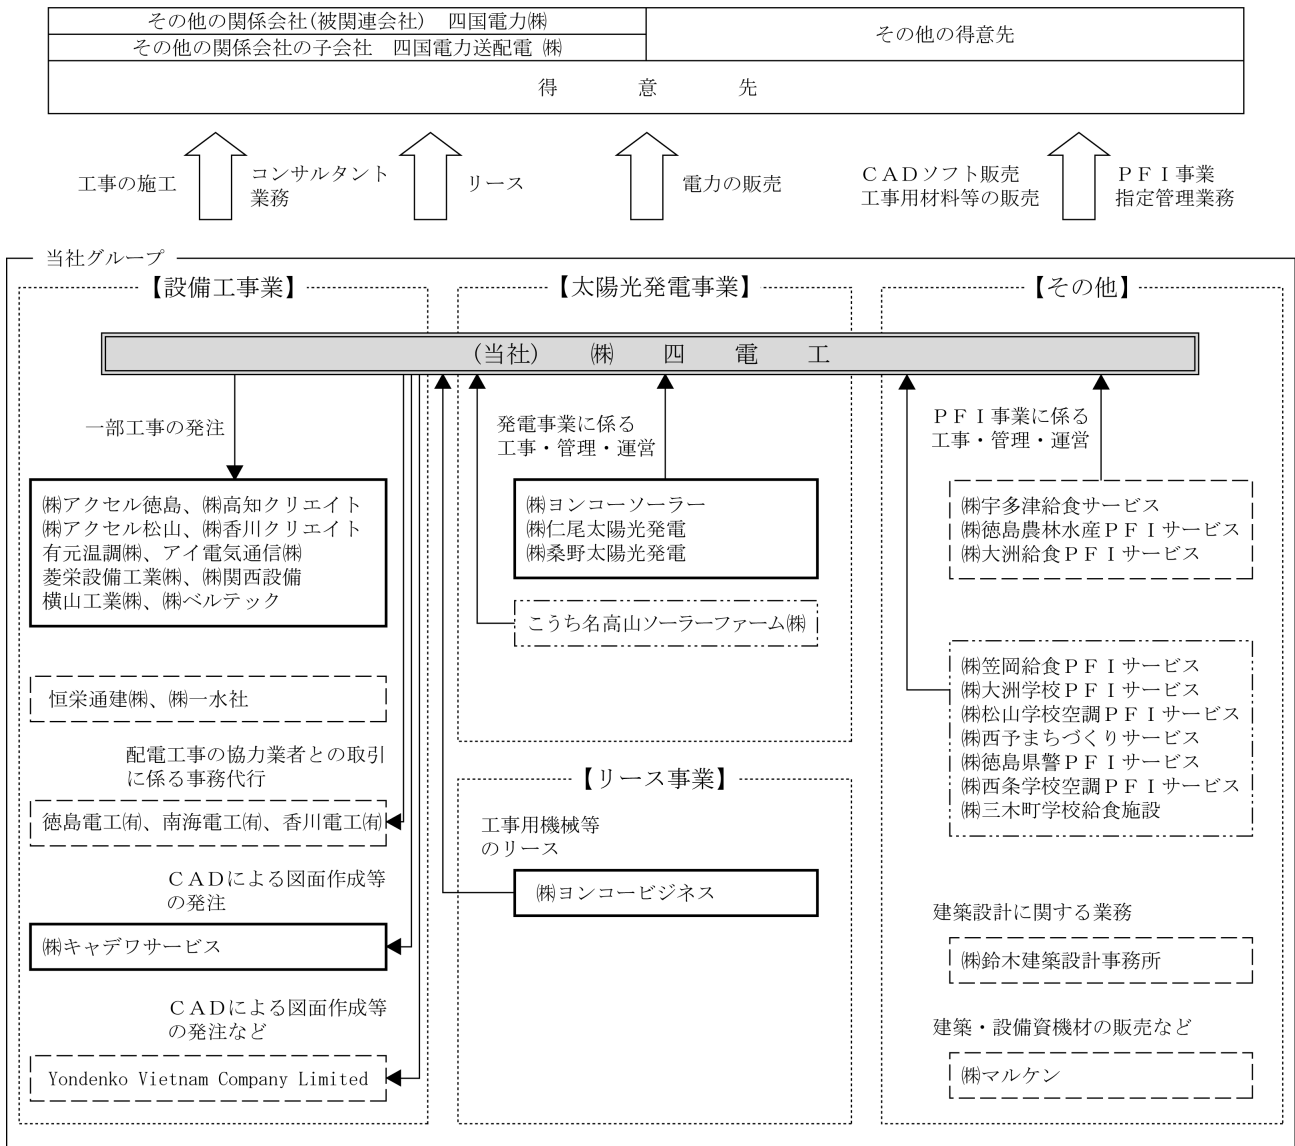 その他の関係会社(被関連会社)　四国電力㈱
その他の関係会社の子会社　四国電力送配電 ㈱
その他の得意先
得　意　先
工事の施工
コンサルタント
業務
リース
電力の販売
ＣＡＤソフト販売
工事用材料等の販売
ＰＦＩ事業
指定管理業務
当社グループ
【設備工事業】
【太陽光発電事業】
【その他】
(当社)　㈱　四　電　工
一部工事の発注
㈱アクセル徳島、㈱高知クリエイト
㈱アクセル松山、㈱香川クリエイト
有元温調㈱、アイ電気通信㈱
菱栄設備工業㈱、㈱関西設備
横山工業㈱、㈱ベルテック
恒栄通建㈱、㈱一水社
配電工事の協力業者との取引
に係る事務代行
徳島電工㈲、南海電工㈲、香川電工㈲
ＣＡＤによる図面作成等
の発注
㈱キャデワサービス
ＣＡＤによる図面作成等
の発注など
Yondenko Vietnam Company Limited
発電事業に係る
工事・管理・運営
㈱ヨンコーソーラー
㈱仁尾太陽光発電
㈱桑野太陽光発電
こうち名高山ソーラーファーム㈱
【リース事業】
工事用機械等
のリース
㈱ヨンコービジネス
ＰＦＩ事業に係る
工事・管理・運営
㈱宇多津給食サービス
㈱徳島農林水産ＰＦＩサービス
㈱大洲給食ＰＦＩサービス
㈱笠岡給食ＰＦＩサービス
㈱大洲学校ＰＦＩサービス
㈱松山学校空調ＰＦＩサービス
㈱西予まちづくりサービス
㈱徳島県警ＰＦＩサービス
㈱西条学校空調ＰＦＩサービス
㈱三木町学校給食施設
建築設計に関する業務
㈱鈴木建築設計事務所
建築・設備資機材の販売など
㈱マルケン